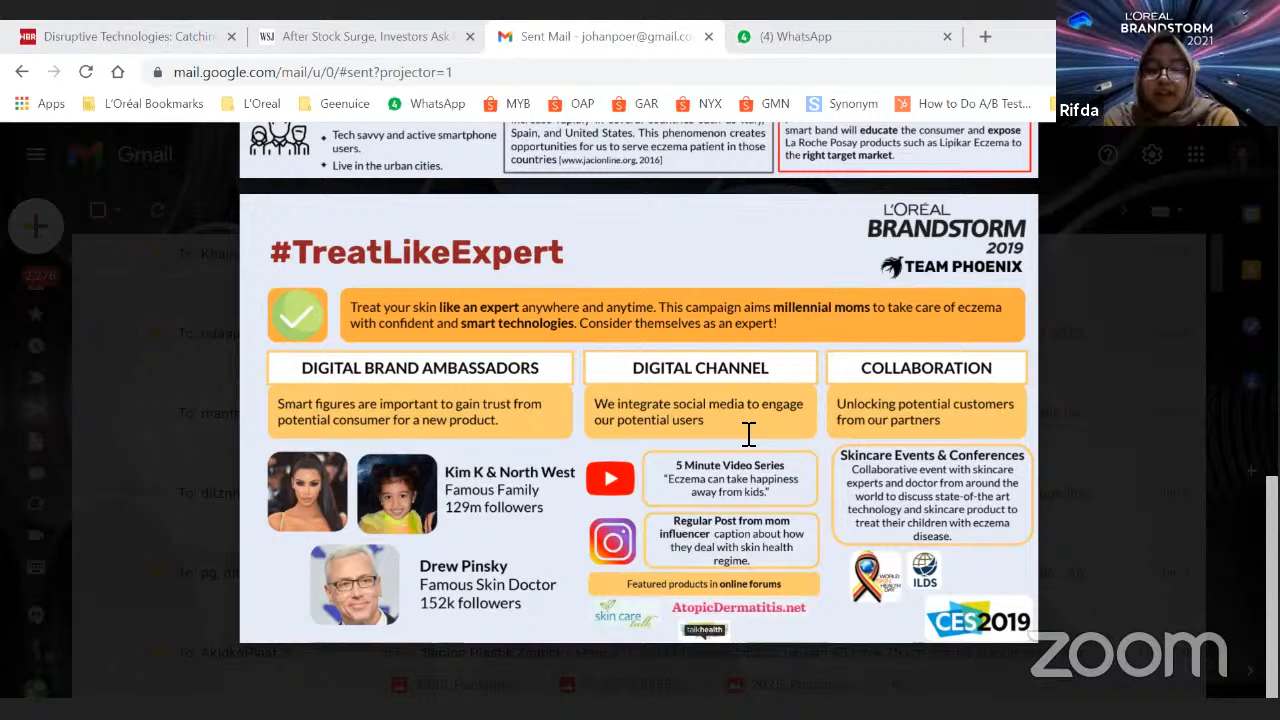 Disruptive Technologies: Catchin
After Stock Surge, Investors Ask
Sent Mail - johanpoer@gmail.co
(4) WhatsApp
mail.google.com/mail/u/0/#sent?projector=1
Apps
L'Oréal Bookmarks
L'Oreal
Greenuice
WhatsApp
MYB
OAP
GAR
NYX
GMN
Synonym
How to Do A/B Test...
L'ORÉAL
BRANDSTORM
2021
Rifda
Gmail
Tech savvy and active smartphone
users.
Live in the urban cities.
Spain, and United States. This phenomenon creates
opportunities for us to serve eczema patient in those
countries [www.jacionline.org, 2016]
smart band will educate the consumer and expose
La Roche Posay products such as Lipikar Eczema to
the right target market.
#TreatLikeExpert
L'ORÉAL
BRANDSTORM
2019
TEAM PHOENIX
Treat your skin like an expert anywhere and anytime. This campaign aims millennial moms to take care of eczema
with confident and smart technologies. Consider themselves as an expert!
DIGITAL BRAND AMBASSADORS
Smart figures are important to gain trust from
potential consumer for a new product.
Kim K & North West
Famous Family
129m followers
Drew Pinsky
Famous Skin Doctor
152k followers
DIGITAL CHANNEL
We integrate social media to engage
our potential users
5 Minute Video Series
"Eczema can take happiness
away from kids."
Regular Post from mom
influencer caption about how
they deal with skin health
regime.
Featured products in online forums
skin care
talk
AtopicDermatitis.net
talkhealth
COLLABORATION
Unlocking potential customers
from our partners
Skincare Events & Conferences
Collaborative event with skincare
experts and doctor from around the
world to discuss state-of-the art
technology and skincare product to
treat their children with eczema
disease.
ILDS
CES2019
zoom